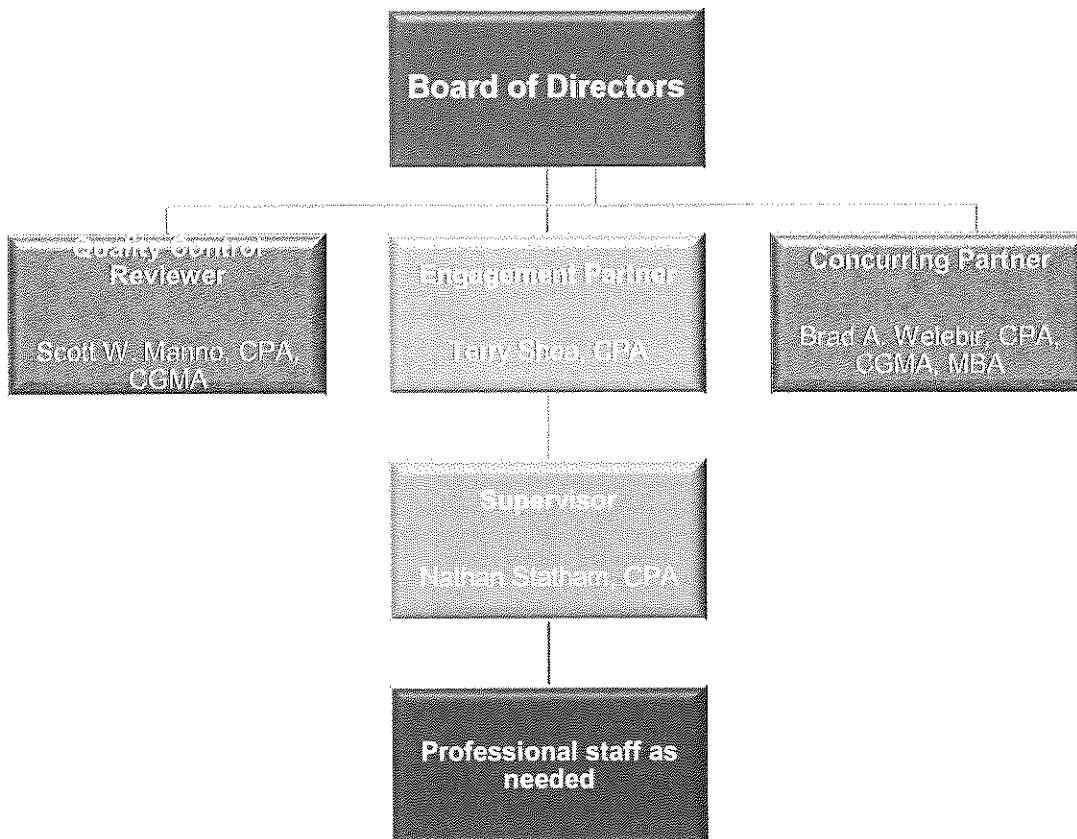 Board of Directors
Quality Control
Reviewer
Scott W. Manno, CPA,
CGMA
Engagement Partner
Terry Shea, CPA
Concurring Partner
Brad A. Welebir, CPA,
CGMA, MBA
Supervisor
Nathan Statham, CPA
Professional staff as
needed